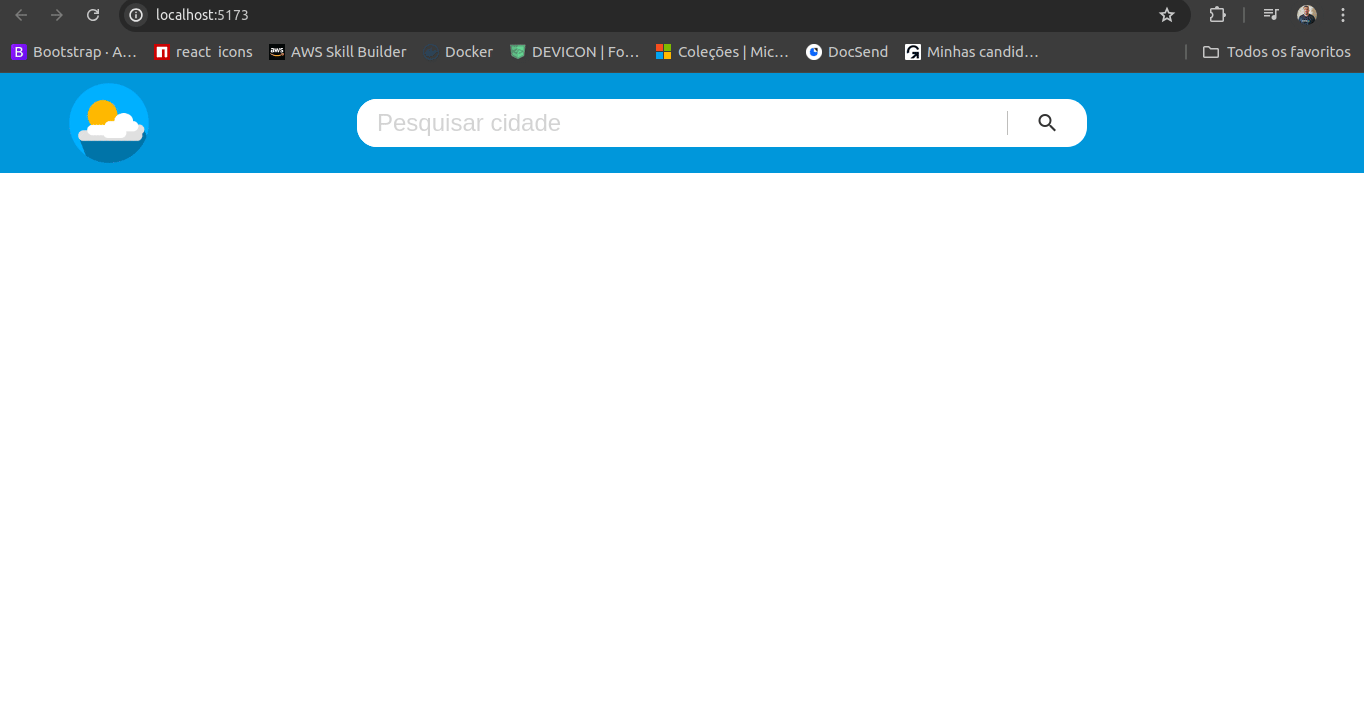 localhost:5173
Bootstrap · A… react icons aws AWS Skill Builder Docker DEVICON | Fo… Coleções | Mic… DocSend Minhas candid… Todos os favoritos
Pesquisar cidade